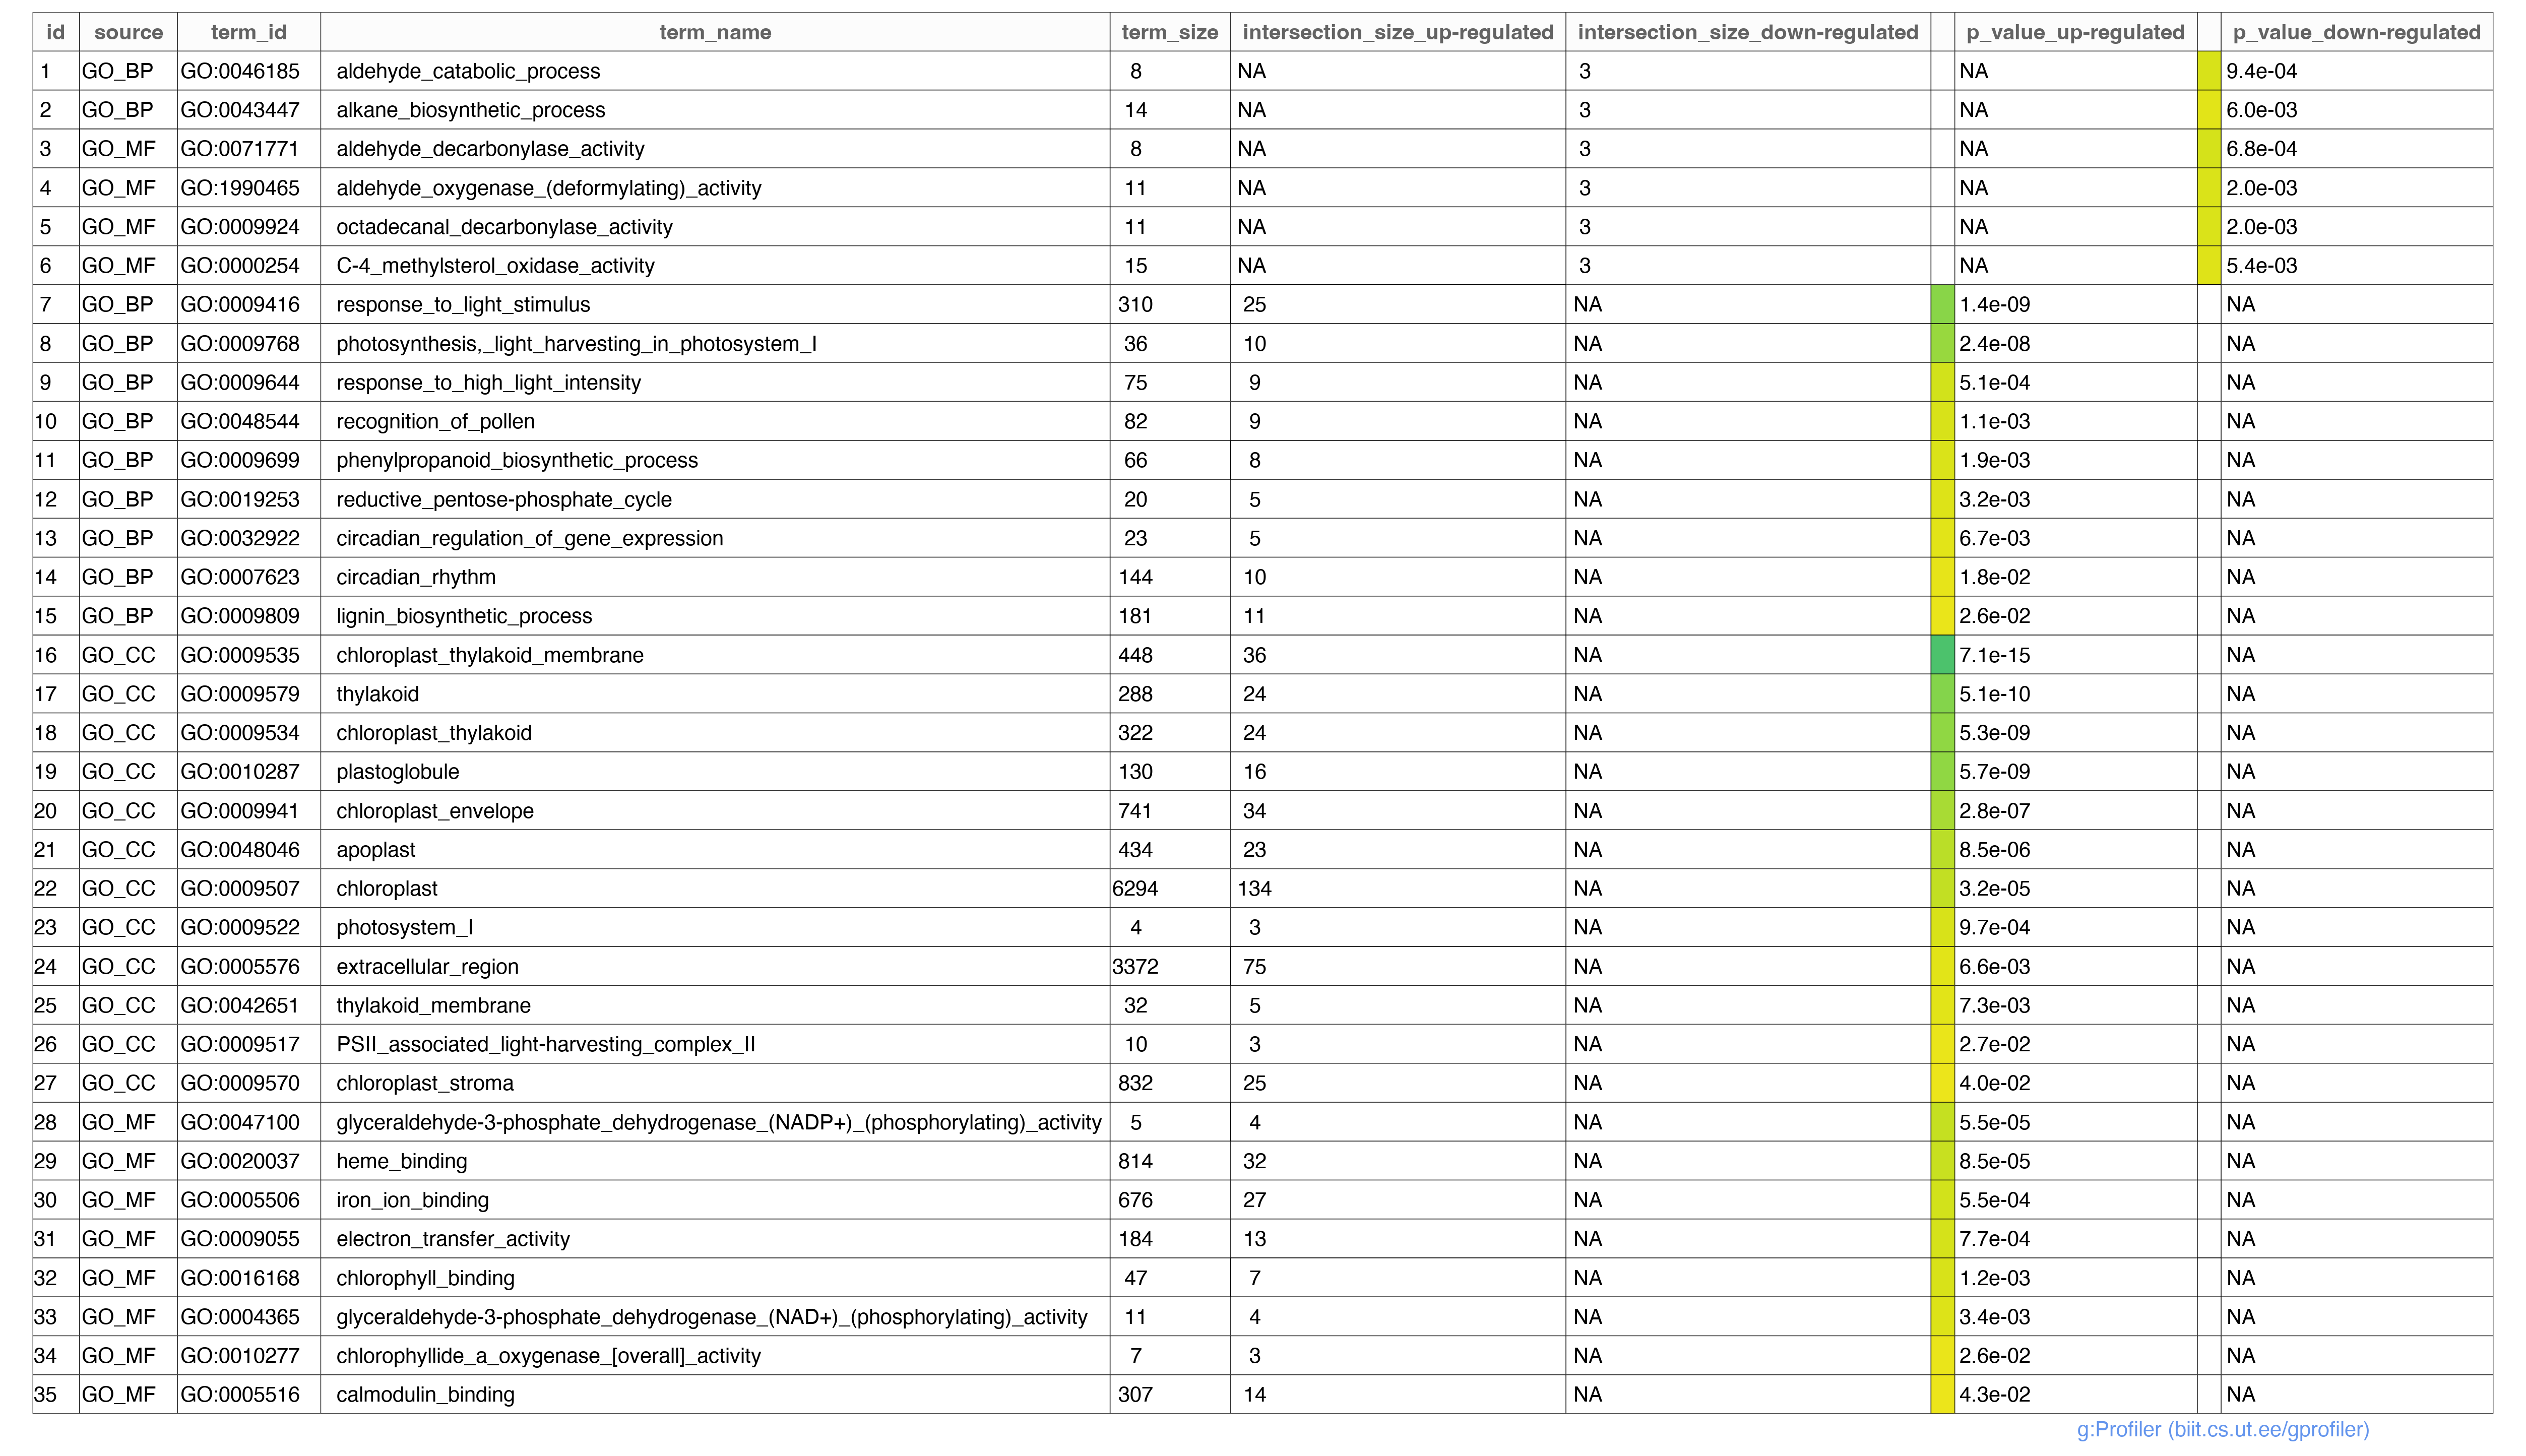 id source term_id term_name term_size intersection_size_up-regulated intersection_size_down-regulated p_value_up-regulated p_value_down-regulated
1 GO_BP GO:0046185 aldehyde_catabolic_process 8 NA 3 NA 9.4e-04
2 GO_BP GO:0043447 alkane_biosynthetic_process 14 NA 3 NA 6.0e-03
3 GO_MF GO:0071771 aldehyde_decarbonylase_activity 8 NA 3 NA 6.8e-04
4 GO_MF GO:1990465 aldehyde_oxygenase_(deformylating)_activity 11 NA 3 NA 2.0e-03
5 GO_MF GO:0009924 octadecanal_decarbonylase_activity 11 NA 3 NA 2.0e-03
6 GO_MF GO:0000254 C-4_methylsterol_oxidase_activity 15 NA 3 NA 5.4e-03
7 GO_BP GO:0009416 response_to_light_stimulus 310 25 NA 1.4e-09 NA
8 GO_BP GO:0009768 photosynthesis,_light_harvesting_in_photosystem_I 36 10 NA 2.4e-08 NA
9 GO_BP GO:0009644 response_to_high_light_intensity 75 9 NA 5.1e-04 NA
10 GO_BP GO:0048544 recognition_of_pollen 82 9 NA 1.1e-03 NA
11 GO_BP GO:0009699 phenylpropanoid_biosynthetic_process 66 8 NA 1.9e-03 NA
12 GO_BP GO:0019253 reductive_pentose-phosphate_cycle 20 5 NA 3.2e-03 NA
13 GO_BP GO:0032922 circadian_regulation_of_gene_expression 23 5 NA 6.7e-03 NA
14 GO_BP GO:0007623 circadian_rhythm 144 10 NA 1.8e-02 NA
15 GO_BP GO:0009809 lignin_biosynthetic_process 181 11 NA 2.6e-02 NA
16 GO_CC GO:0009535 chloroplast_thylakoid_membrane 448 36 NA 7.1e-15 NA
17 GO_CC GO:0009579 thylakoid 288 24 NA 5.1e-10 NA
18 GO_CC GO:0009534 chloroplast_thylakoid 322 24 NA 5.3e-09 NA
19 GO_CC GO:0010287 plastoglobule 130 16 NA 5.7e-09 NA
20 GO_CC GO:0009941 chloroplast_envelope 741 34 NA 2.8e-07 NA
21 GO_CC GO:0048046 apoplast 434 23 NA 8.5e-06 NA
22 GO_CC GO:0009507 chloroplast 6294 134 NA 3.2e-05 NA
23 GO_CC GO:0009522 photosystem_I 4 3 NA 9.7e-04 NA
24 GO_CC GO:0005576 extracellular_region 3372 75 NA 6.6e-03 NA
25 GO_CC GO:0042651 thylakoid_membrane 32 5 NA 7.3e-03 NA
26 GO_CC GO:0009517 PSII_associated_light-harvesting_complex_II 10 3 NA 2.7e-02 NA
27 GO_CC GO:0009570 chloroplast_stroma 832 25 NA 4.0e-02 NA
28 GO_MF GO:0047100 glyceraldehyde-3-phosphate_dehydrogenase_(NADP+)_(phosphorylating)_activity 5 4 NA 5.5e-05 NA
29 GO_MF GO:0020037 heme_binding 814 32 NA 8.5e-05 NA
30 GO_MF GO:0005506 iron_ion_binding 676 27 NA 5.5e-04 NA
31 GO_MF GO:0009055 electron_transfer_activity 184 13 NA 7.7e-04 NA
32 GO_MF GO:0016168 chlorophyll_binding 47 7 NA 1.2e-03 NA
33 GO_MF GO:0004365 glyceraldehyde-3-phosphate_dehydrogenase_(NAD+)_(phosphorylating)_activity 11 4 NA 3.4e-03 NA
34 GO_MF GO:0010277 chlorophyllide_a_oxygenase_[overall]_activity 7 3 NA 2.6e-02 NA
35 GO_MF GO:0005516 calmodulin_binding 307 14 NA 4.3e-02 NA
g:Profiler (biit.cs.ut.ee/gprofiler)